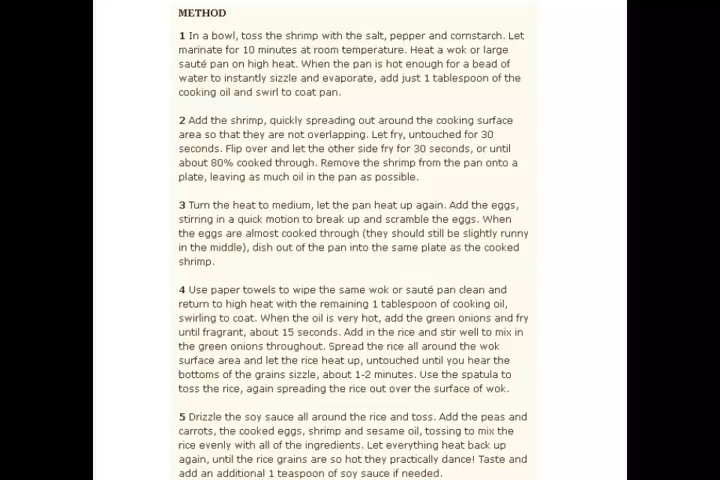 METHOD
1 In a bowl, toss the shrimp with the salt, pepper and cornstarch. Let
marinate for 10 minutes at room temperature. Heat a wok or large
sauté pan on high heat. When the pan is hot enough for a bead of
water to instantly sizzle and evaporate, add just 1 tablespoon of the
cooking oil and swirl to coat pan.
2 Add the shrimp, quickly spreading out around the cooking surface
area so that they are not overlapping. Let fry, untouched for 30
seconds. Flip over and let the other side fry for 30 seconds, or until
about 80% cooked through. Remove the shrimp from the pan onto a
plate, leaving as much oil in the pan as possible.
3 Turn the heat to medium, let the pan heat up again. Add the eggs,
stirring in a quick motion to break up and scramble the eggs. When
the eggs are almost cooked through (they should still be slightly runny
in the middle), dish out of the pan into the same plate as the cooked
shrimp.
4 Use paper towels to wipe the same wok or sauté pan clean and
return to high heat with the remaining 1 tablespoon of cooking oil,
swirling to coat. When the oil is very hot, add the green onions and fry
until fragrant, about 15 seconds. Add in the rice and stir well to mix in
the green onions throughout. Spread the rice all around the wok
surface area and let the rice heat up, untouched until you hear the
bottoms of the grains sizzle, about 1-2 minutes. Use the spatula to
toss the rice, again spreading the rice out over the surface of wok.
5 Drizzle the soy sauce all around the rice and toss. Add the peas and
carrots, the cooked eggs, shrimp and sesame oil, tossing to mix the
rice evenly with all of the ingredients. Let everything heat back up
again, until the rice grains are so hot they practically dance! Taste and
add an additional 1 teaspoon of soy sauce if needed.